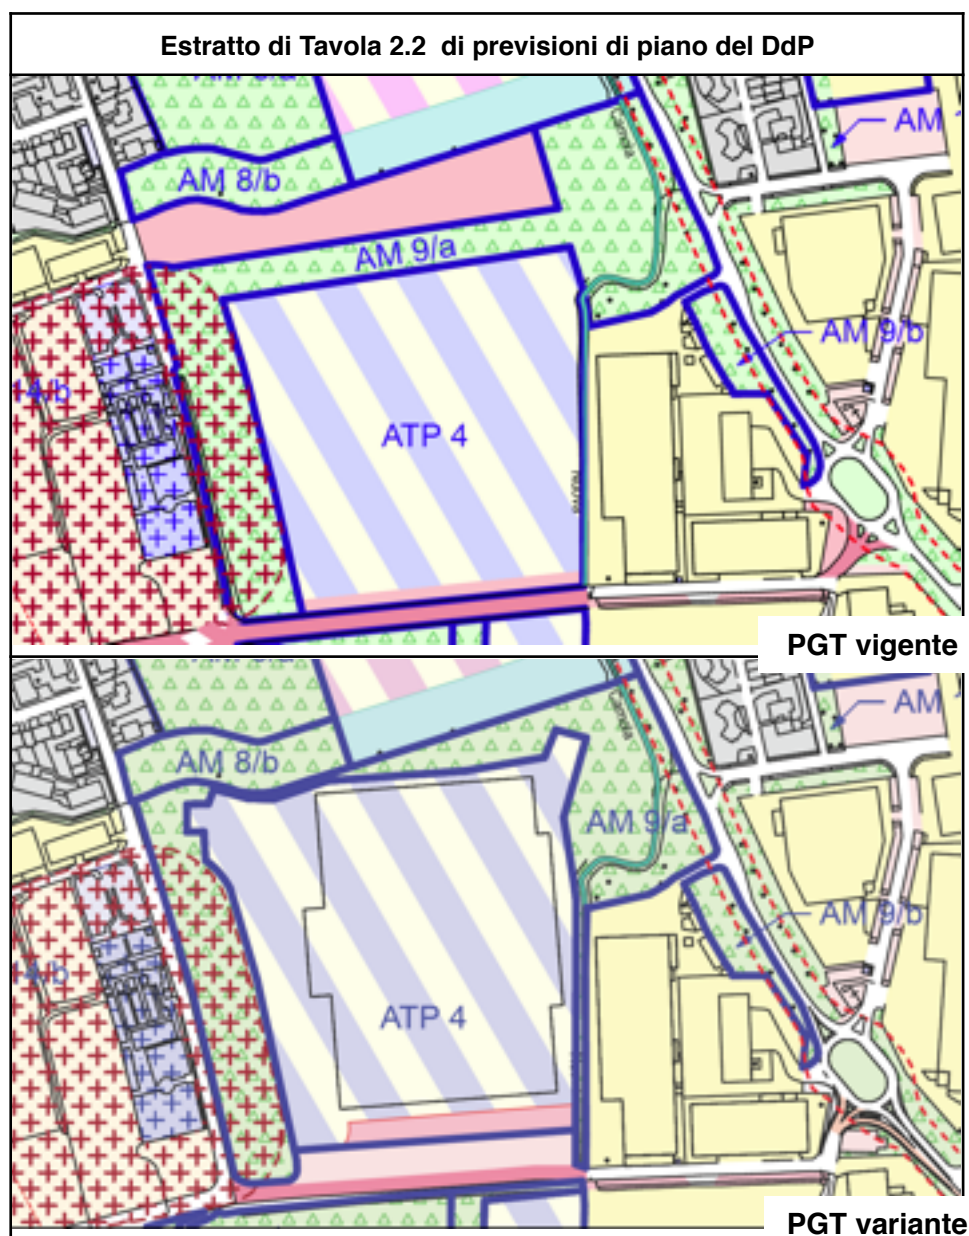 Estratto di Tavola 2.2 di previsioni di piano del DdP
AM
AM 8/b
AM 9/a
AM 9/b
14/b
ATP 4
PGT vigente
AM
AM 8/b
AM 9/a
AM 9/b
ATP 4
PGT variante